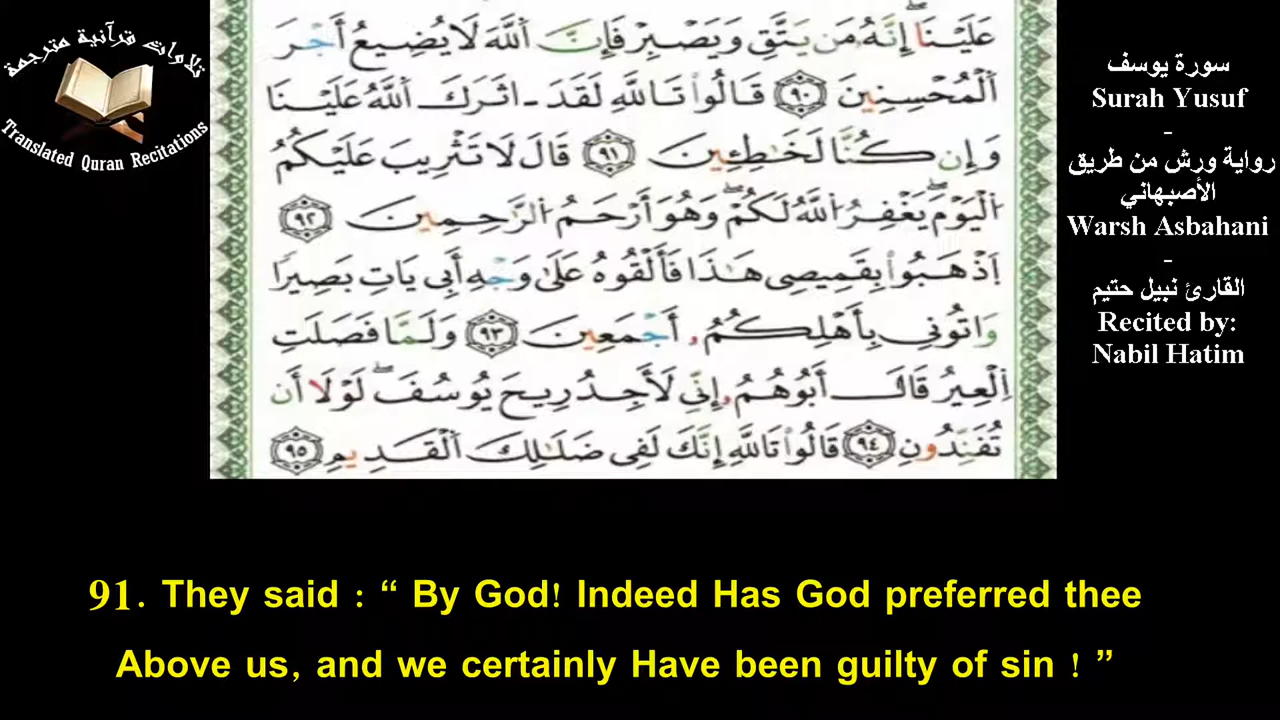 تلاوات قرآنية مترجمة
Translated Quran Recitations
عَلَيْنَا إِنَّهُ مَن يَتَّقِ وَيَصْبِرْ فَإِنَّ اَللَّهَ لَا يُضِيعُ أَجْرَ
اَلْمُحْسِنِينَ ٩٠ قَالُواْ تَاللَّهِ لَقَدَ - اثَرَكَ اَللَّهُ عَلَيْنَا
وَإِن كُنَّا لَخَٰطِئِينَ ٩١ قَالَ لَا تَثْرِيبَ عَلَيْكُمُ
اَلْيَوْمَ يَغْفِرُ اُللَّهُ لَكُمْ وَهُوَ أَرْحَمُ اُلرَّٰحِمِينَ ٩٢
اَذْهَبُواْ بِقَمِيصِي هَٰذَا فَأَلْقُوهُ عَلَىٰ وَجْهِ أَبِي يَاتِ بَصِيرًا
وَاتُونِي بِأَهْلِكُمُ أَجْمَعِينَ ٩٣ وَلَمَّا فَصَلَتِ
اِلْعِيرُ قَالَ أَبُوهُمُ إِنِّي لَأَجِدُ رِيحَ يُوسُفَ لَوْلَا أَن
تُفَنِّدُونِ ٩٤ قَالُواْ تَاللَّهِ إِنَّكَ لَفِي ضَلَٰلِكَ اَلْقَدِيمِ ٩٥
سورة يوسف
Surah Yusuf
-
رواية ورش من طريق
الأصبهاني
Warsh Asbahani
-
القارئ نبيل حتيم
Recited by:
Nabil Hatim
91. They said : “ By God! Indeed Has God preferred thee
Above us, and we certainly Have been guilty of sin ! ”